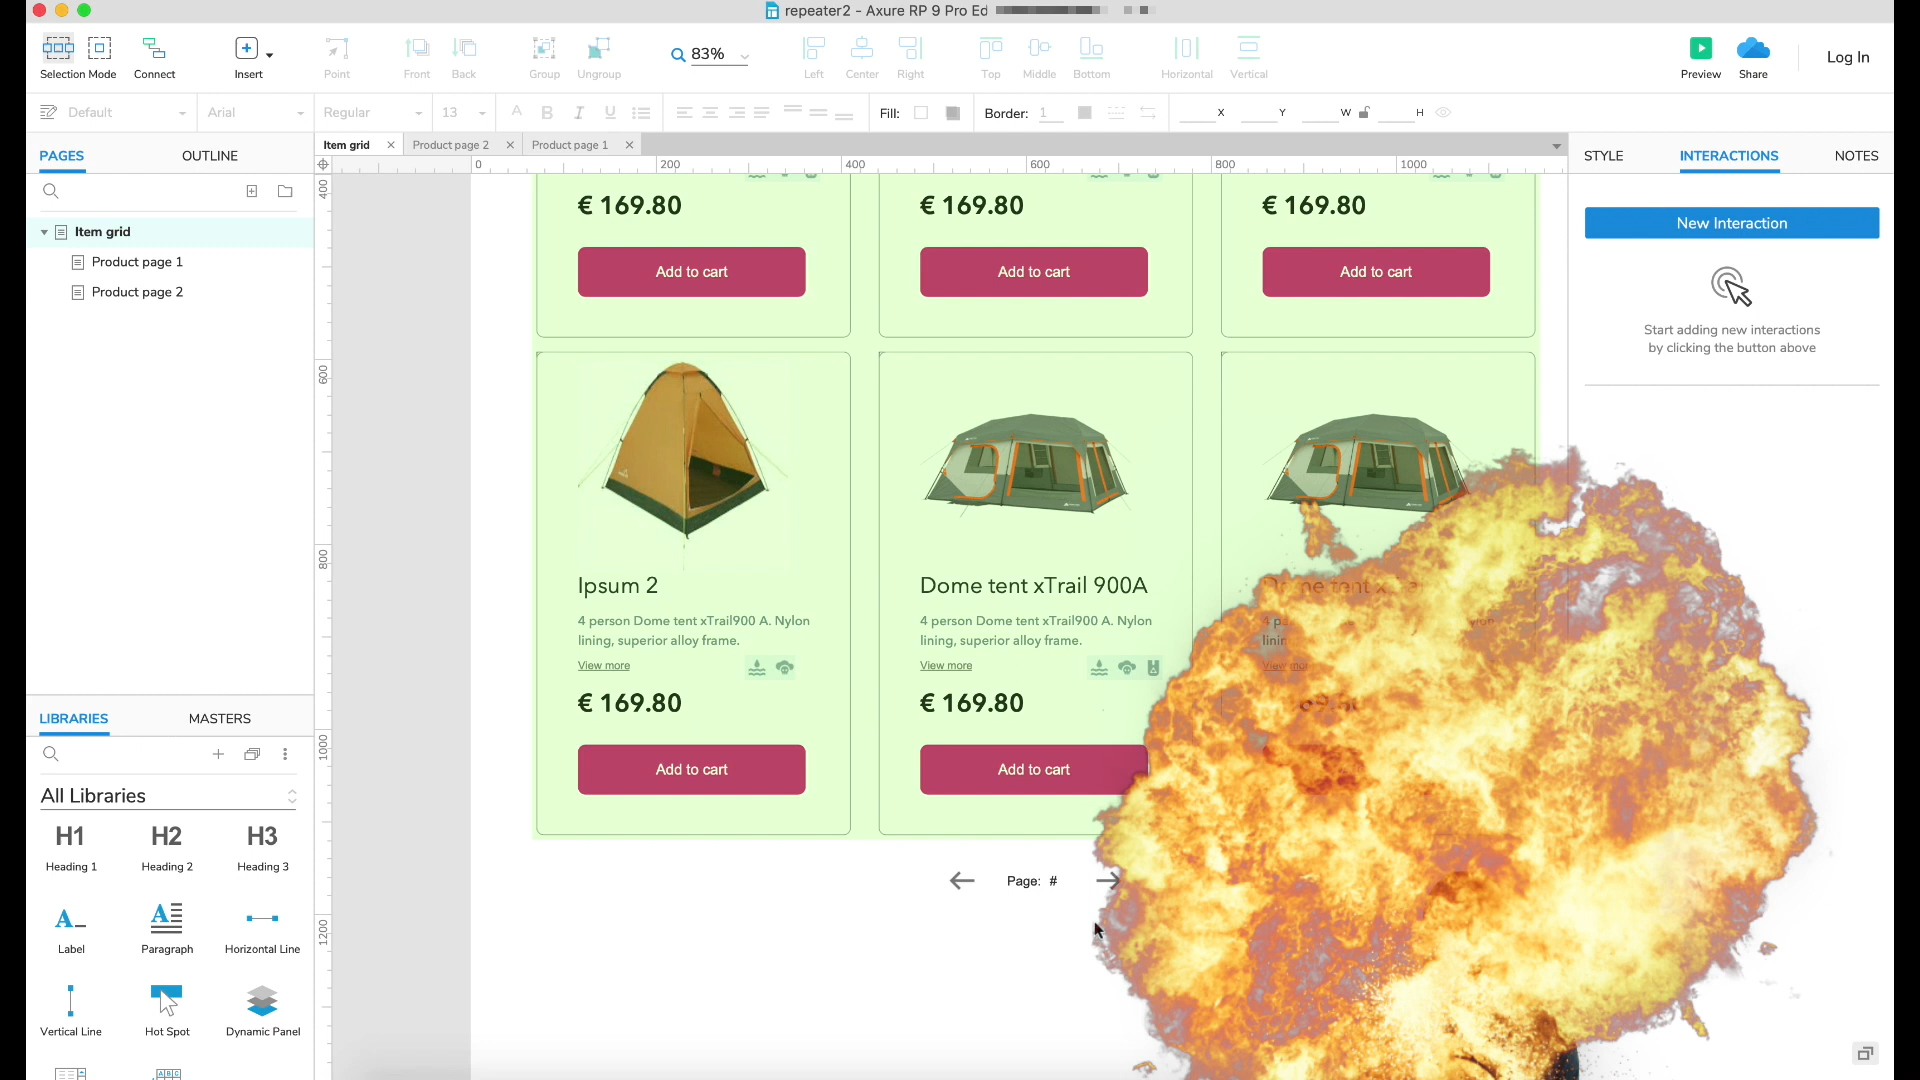 repeater2 - Axure RP 9 Pro Ed
Selection Mode
Connect
Insert
Point
Front
Back
Group
Ungroup
83%
Left
Center
Right
Top
Middle
Bottom
Horizontal
Vertical
Preview
Share
Log In
Default
Arial
Regular
13
Fill:
Border:
1
X
Y
W
H
PAGES
OUTLINE
Item grid
Product page 2
Product page 1
STYLE
INTERACTIONS
NOTES
0
200
400
600
800
1000
Item grid
Product page 1
Product page 2
400
600
800
1000
1200
€ 169.80
€ 169.80
€ 169.80
Add to cart
Add to cart
Add to cart
New Interaction
Start adding new interactions
by clicking the button above
Ipsum 2
Dome tent xTrail 900A
4 person Dome tent xTrail900 A. Nylon
lining, superior alloy frame.
4 person Dome tent xTrail900 A. Nylon
lining, superior alloy frame.
View more
View more
€ 169.80
€ 169.80
Add to cart
Add to cart
Page: #
LIBRARIES
MASTERS
All Libraries
H1
H2
H3
Heading 1
Heading 2
Heading 3
Label
Paragraph
Horizontal Line
Vertical Line
Hot Spot
Dynamic Panel